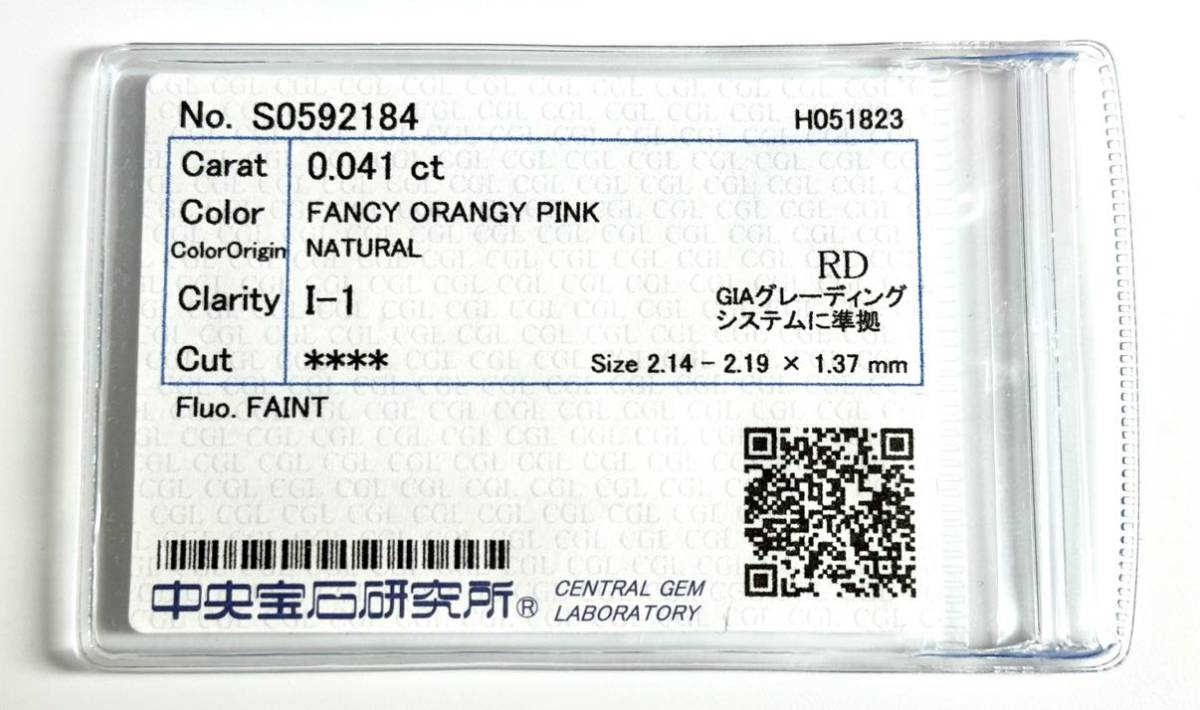 No. S0592184 H051823
Carat 0.041 ct
Color FANCY ORANGY PINK
ColorOrigin NATURAL
RD
Clarity I-1
GIAグレーディング
システムに準拠
Cut **** Size 2.14 - 2.19 × 1.37 mm
Fluo. FAINT
中央宝石研究所® CENTRAL GEM
LABORATORY